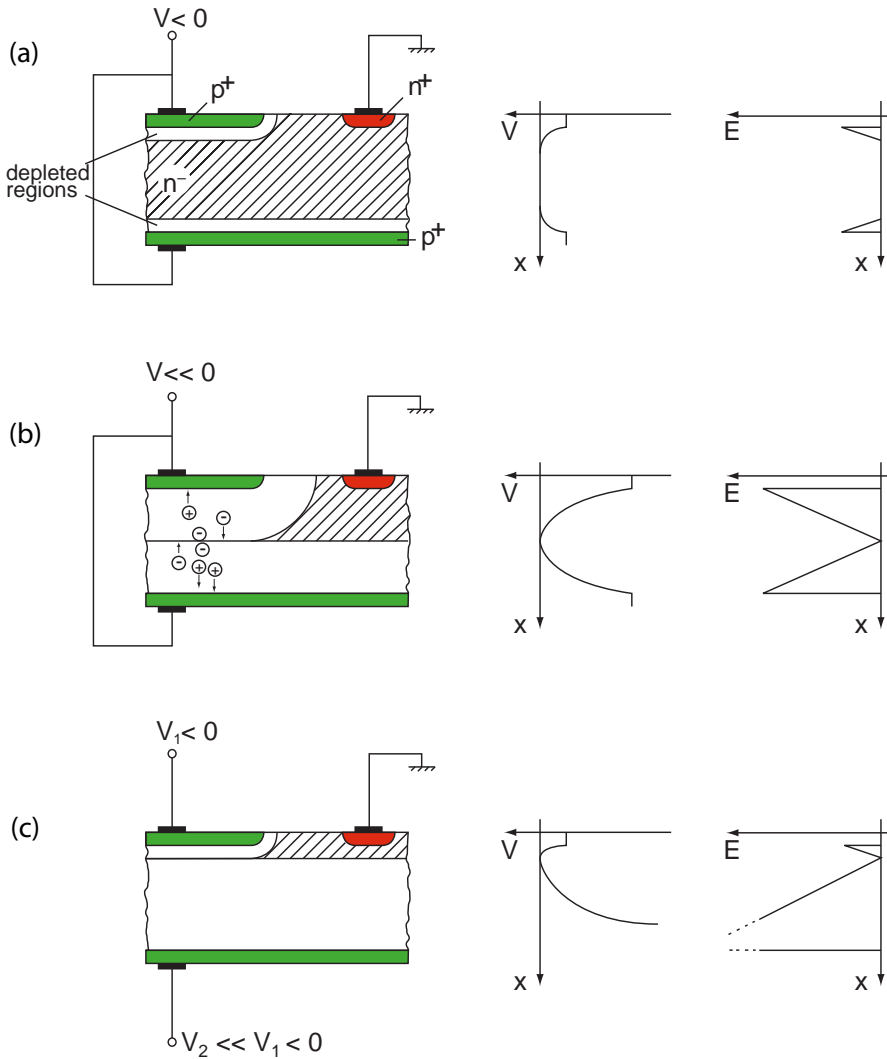 V<0
(a)
p+
n+
depleted
regions
n−
p+
V
x
E
x
V<< 0
(b)
+
−
−
−
−
+
+
V
x
E
x
V₁< 0
(c)
V
x
E
x
V₂ << V₁ < 0